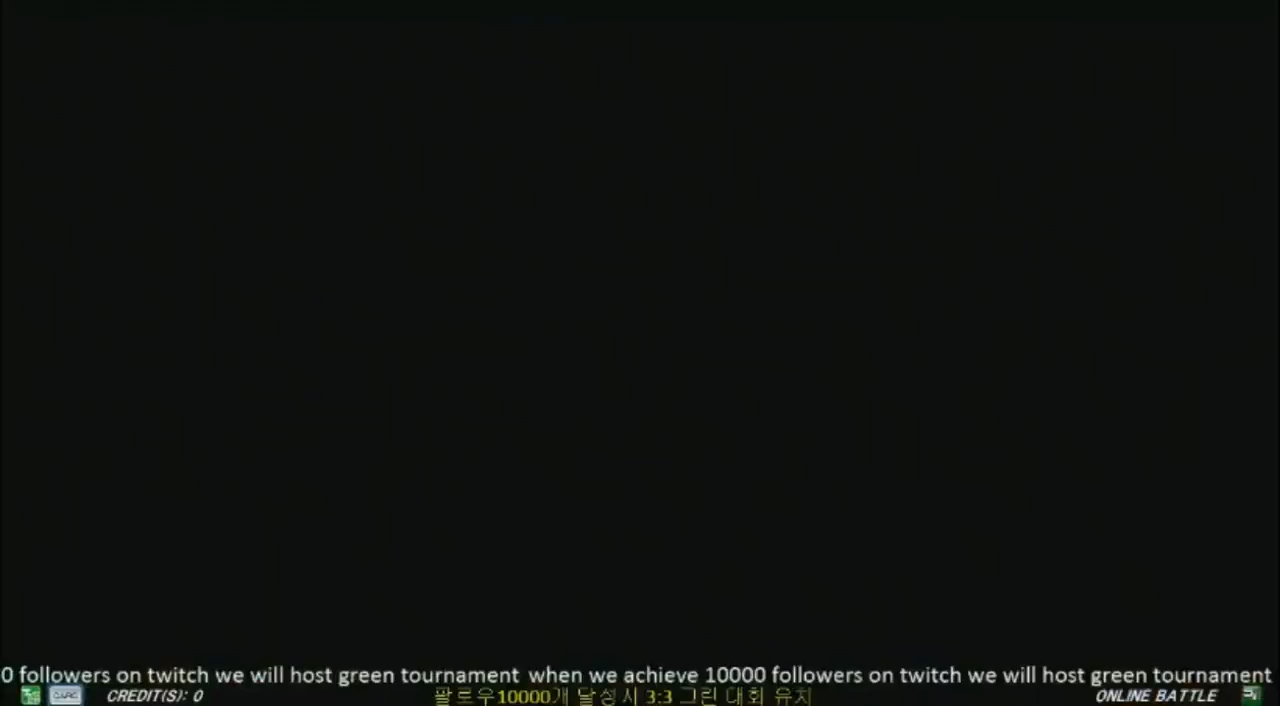 0 followers on twitch we will host green tournament when we achieve 10000 followers on twitch we will host green tournament
CREDIT(S): 0 팔로우10000개 달성시 3:3 그린 대회 유치 ONLINE BATTLE